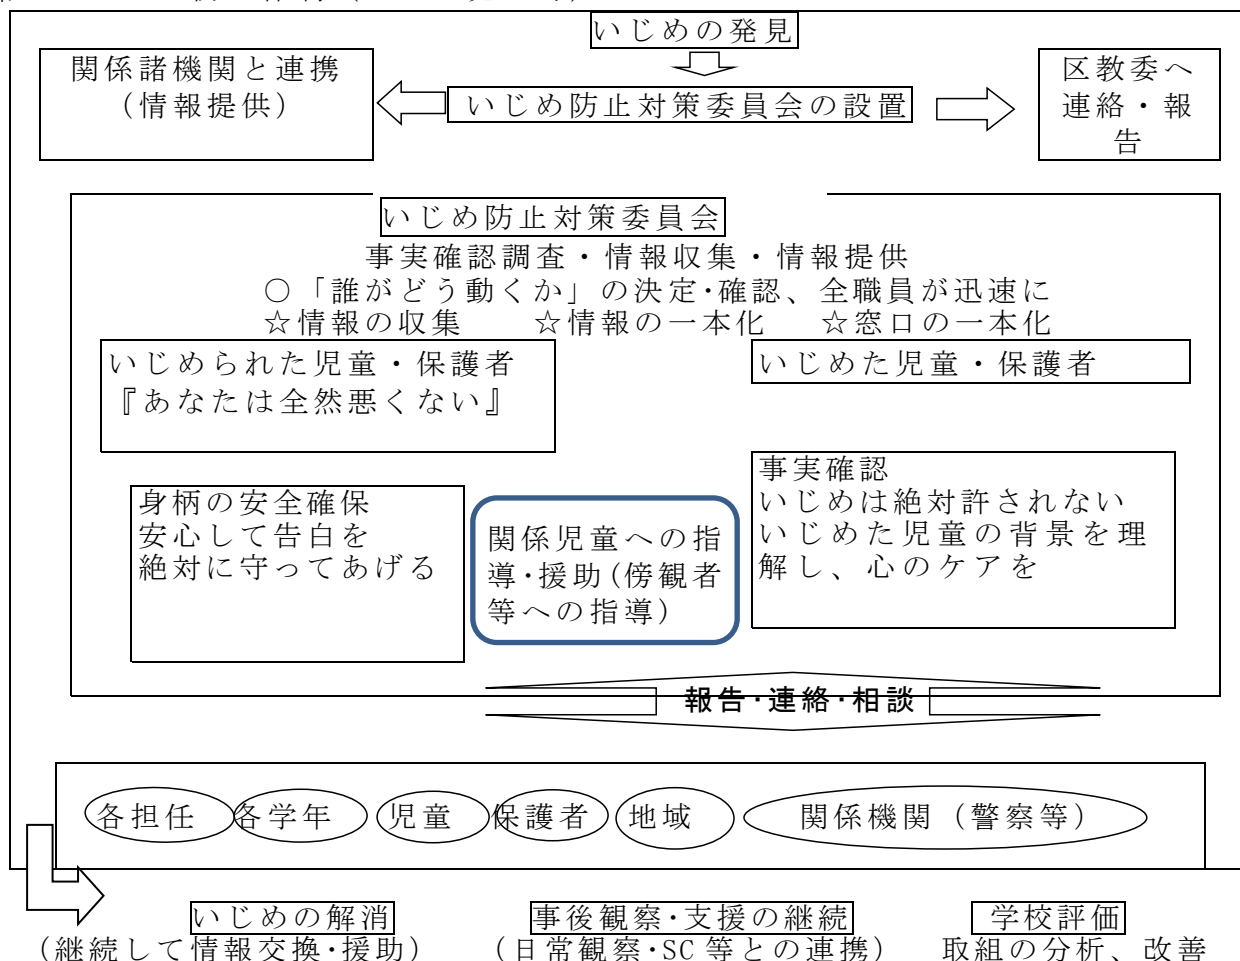 いじめの発見
関係諸機関と連携
（情報提供）
いじめ防止対策委員会の設置
区教委へ
連絡・報
告
いじめ防止対策委員会
事実確認調査・情報収集・情報提供
○「誰がどう動くか」の決定･確認、全職員が迅速に
☆情報の収集　☆情報の一本化　☆窓口の一本化
いじめられた児童・保護者
『あなたは全然悪くない』
いじめた児童・保護者
身柄の安全確保
安心して告白を
絶対に守ってあげる
関係児童への指
導･援助(傍観者
等への指導)
事実確認
いじめは絶対許されない
いじめた児童の背景を理
解し、心のケアを
報告･連絡･相談
各担任　各学年　児童　保護者　地域　関係機関（警察等）
いじめの解消　事後観察･支援の継続　学校評価
（継続して情報交換･援助）　（日常観察･SC等との連携）　取組の分析、改善